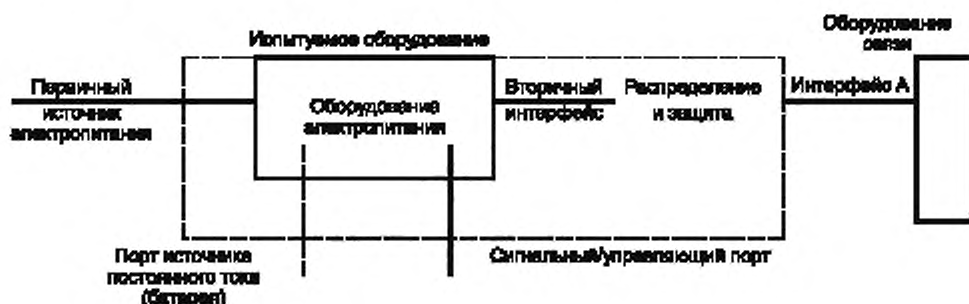 Оборудование
связи
Испытуемое оборудование
Первичный
источник
электропитания
Оборудование
электропитания
Вторичный
интерфейс
Распределение
и защита
Интерфейс А
Порт источника
постоянного тока
(батарея)
Сигнальный/управляющий порт